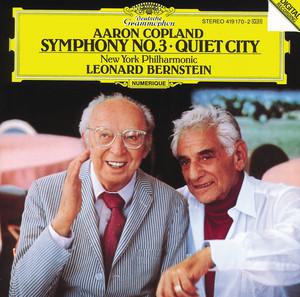 Deutsche
Grammophon
STEREO 419 170-2 GH
DIGITAL
AARON COPLAND
SYMPHONY NO.3 · QUIET CITY
New York Philharmonic
LEONARD BERNSTEIN
NUMERIQUE